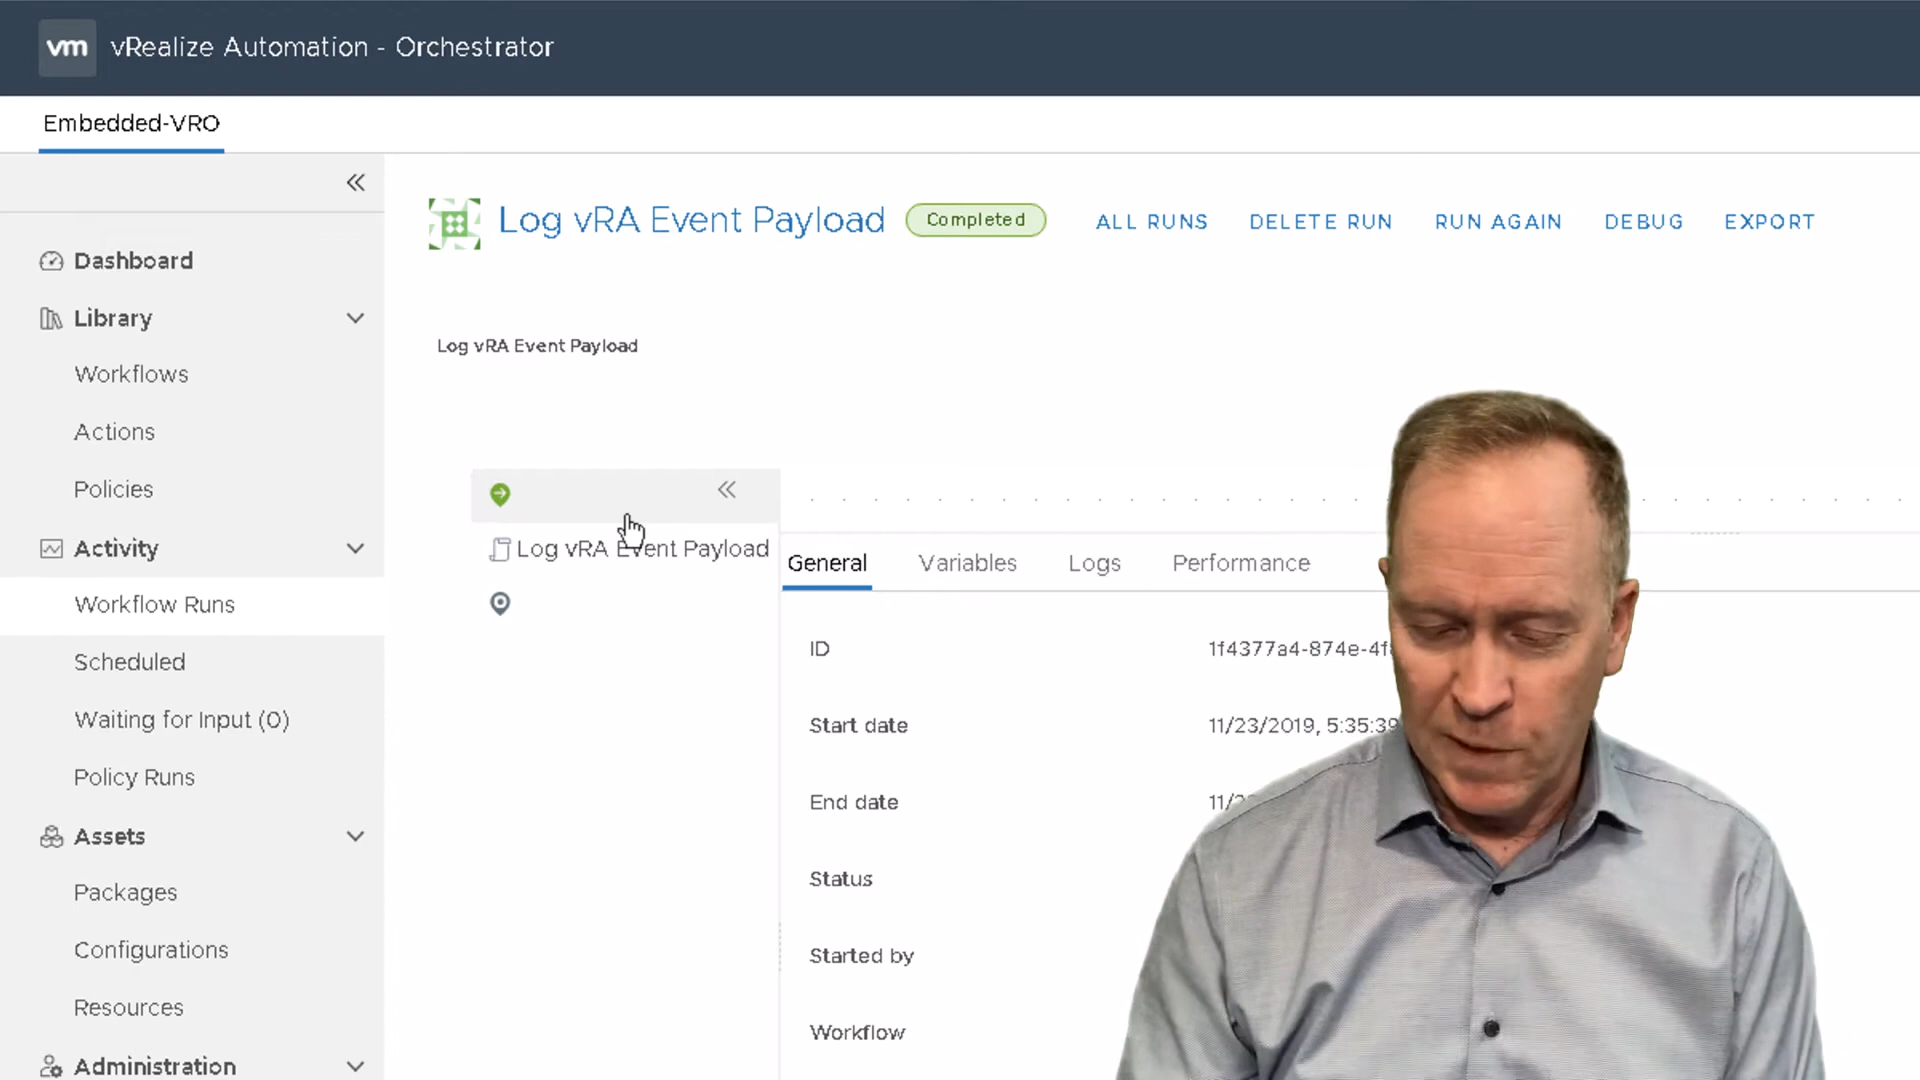 vm vRealize Automation - Orchestrator
Embedded-VRO
Dashboard
Library
Workflows
Actions
Policies
Activity
Workflow Runs
Scheduled
Waiting for Input (0)
Policy Runs
Assets
Packages
Configurations
Resources
Administration
Log vRA Event Payload Completed ALL RUNS DELETE RUN RUN AGAIN DEBUG EXPORT
Log vRA Event Payload
Log vRA Event Payload
General Variables Logs Performance
ID 1f4377a4-874e-4f
Start date 11/23/2019, 5:35:39
End date 11/2
Status
Started by
Workflow